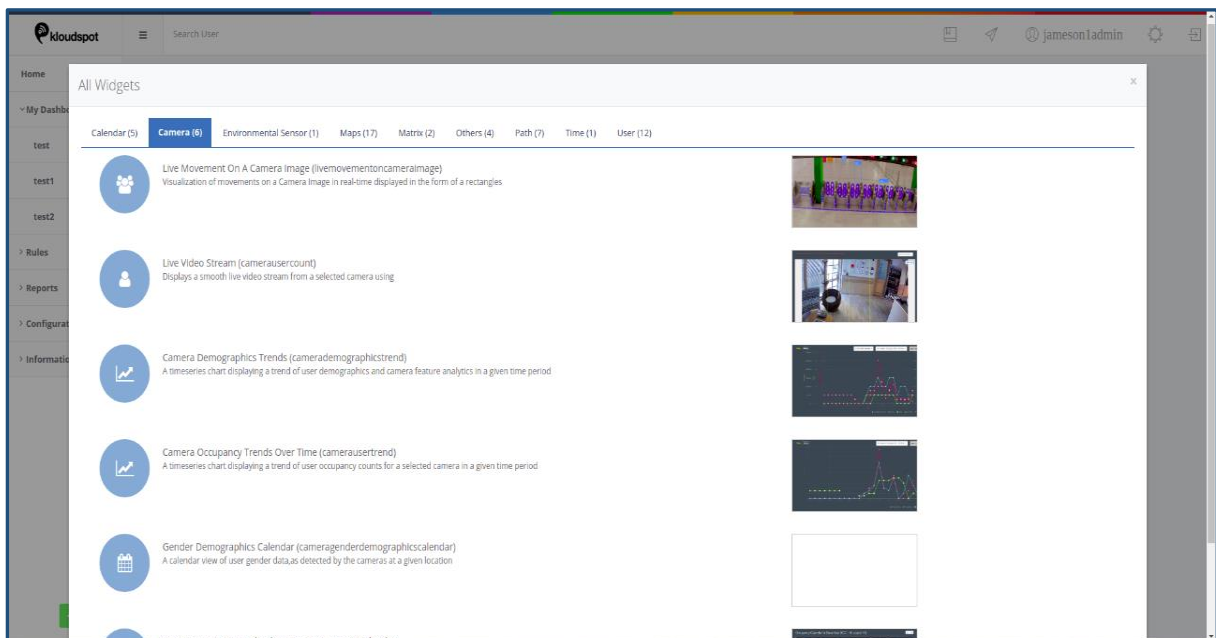 kloudspot
Search User
jameson1admin
Home
My Dashbo
test
test1
test2
Rules
Reports
Configurat
Informatic
All Widgets
x
Calendar (5) Camera (6) Environmental Sensor (1) Maps (17) Matrix (2) Others (4) Path (7) Time (1) User (12)
Live Movement On A Camera Image (livemovementoncameraimage)
Visualization of movements on a Camera Image in real-time displayed in the form of a rectangles
Live Video Stream (camerausercount)
Displays a smooth live video stream from a selected camera using
Camera Demographics Trends (camerademographicstrend)
A timeseries chart displaying a trend of user demographics and camera feature analytics in a given time period
Camera Occupancy Trends Over Time (camerausertrend)
A timeseries chart displaying a trend of user occupancy counts for a selected camera in a given time period
Gender Demographics Calendar (cameragenderdemographicscalendar)
A calendar view of user gender data,as detected by the cameras at a given location